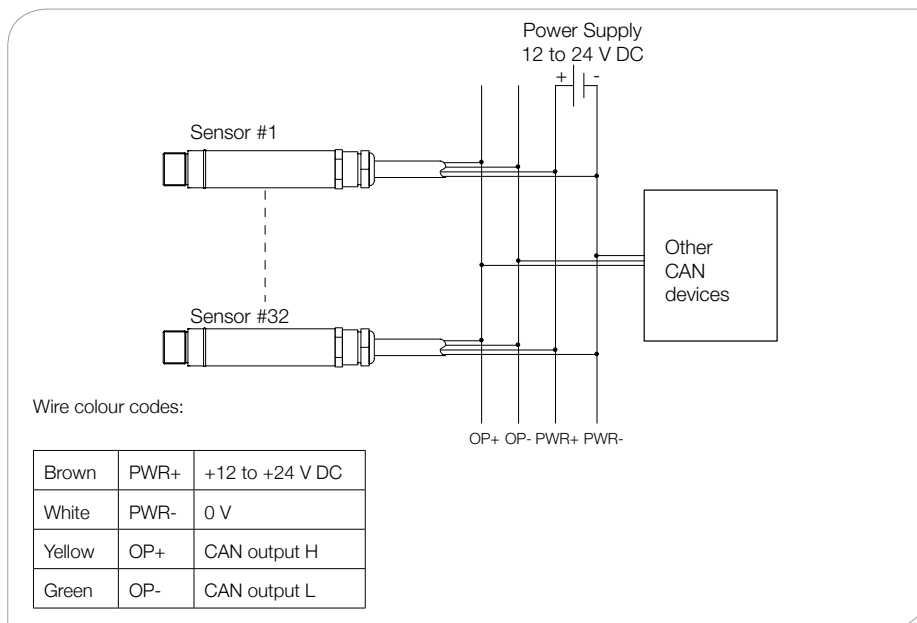 Power Supply
12 to 24 V DC
+ -
Sensor #1
Other
CAN
devices
Sensor #32
Wire colour codes:
OP+ OP- PWR+ PWR-
Brown PWR+ +12 to +24 V DC
White PWR- 0 V
Yellow OP+ CAN output H
Green OP- CAN output L